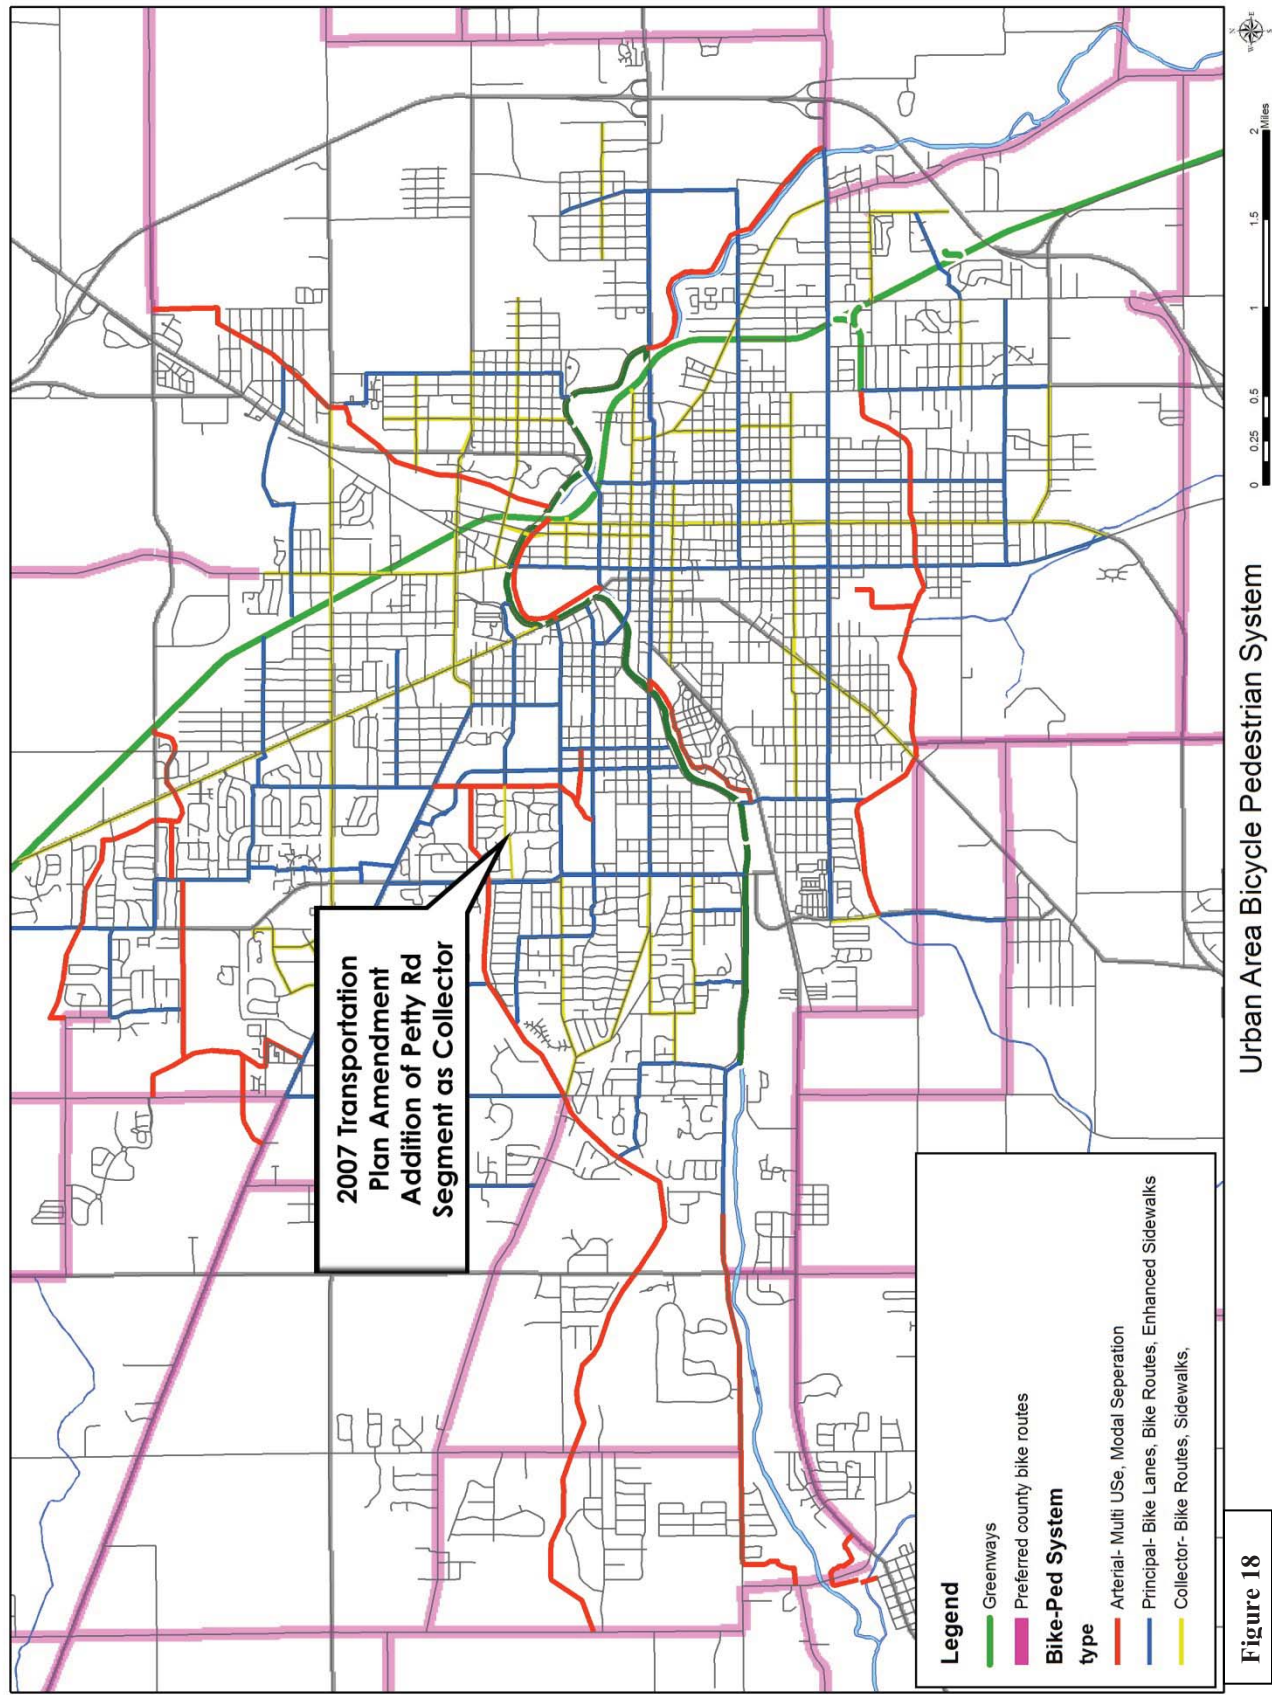 2007 Transportation
Plan Amendment
Addition of Petty Rd
Segment as Collector
Legend
Greenways
Preferred county bike routes
Bike-Ped System
type
Arterial- Multi USe, Modal Seperation
Principal- Bike Lanes, Bike Routes, Enhanced Sidewalks
Collector- Bike Routes, Sidewalks,
Urban Area Bicycle Pedestrian System
0 0.25 0.5 1 1.5 2
Miles
N
W
E
S
Figure 18